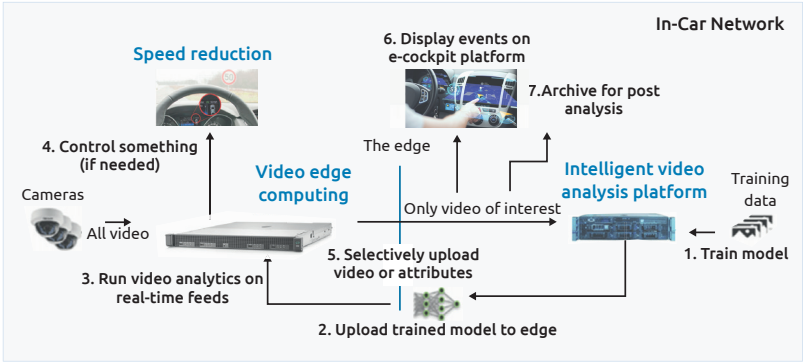 In-Car Network
6. Display events on
e-cockpit platform
Speed reduction
7.Archive for post
analysis
4. Control something
(if needed)
The edge
Video edge
computing
Intelligent video
analysis platform
Training
data
Cameras
All video
Only video of interest
1. Train model
5. Selectively upload
video or attributes
3. Run video analytics on
real-time feeds
2. Upload trained model to edge